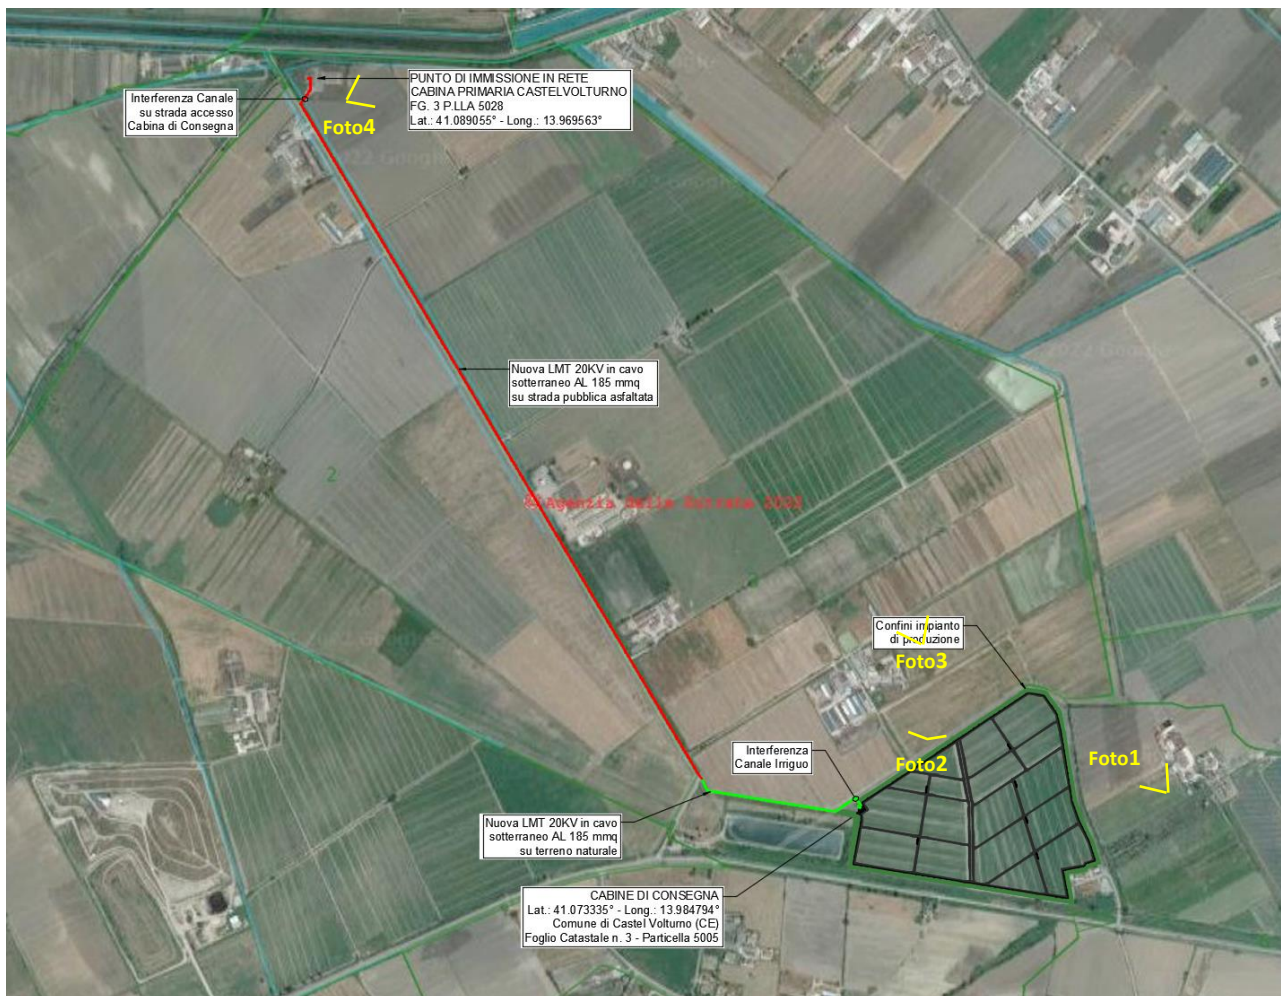 PUNTO DI IMMISSIONE IN RETE
CABINA PRIMARIA CASTELVOLTURNO
FG. 3 P.LLA 5028
Lat.: 41.089055° - Long.: 13.969563°
Interferenza Canale
su strada accesso
Cabina di Consegna
Foto4
2022 Google
Nuova LMT 20KV in cavo
sotterraneo AL 185 mmq
su strada pubblica asfaltata
2
© Agenzia delle Entrate 2022
2
Confini impianto
di produzione
Foto3
Interferenza
Canale Irriguo
Foto2
Foto1
Nuova LMT 20KV in cavo
sotterraneo AL 185 mmq
su terreno naturale
CABINE DI CONSEGNA
Lat.: 41.073335° - Long.: 13.984794°
Comune di Castel Volturno (CE)
Foglio Catastale n. 3 - Particella 5005